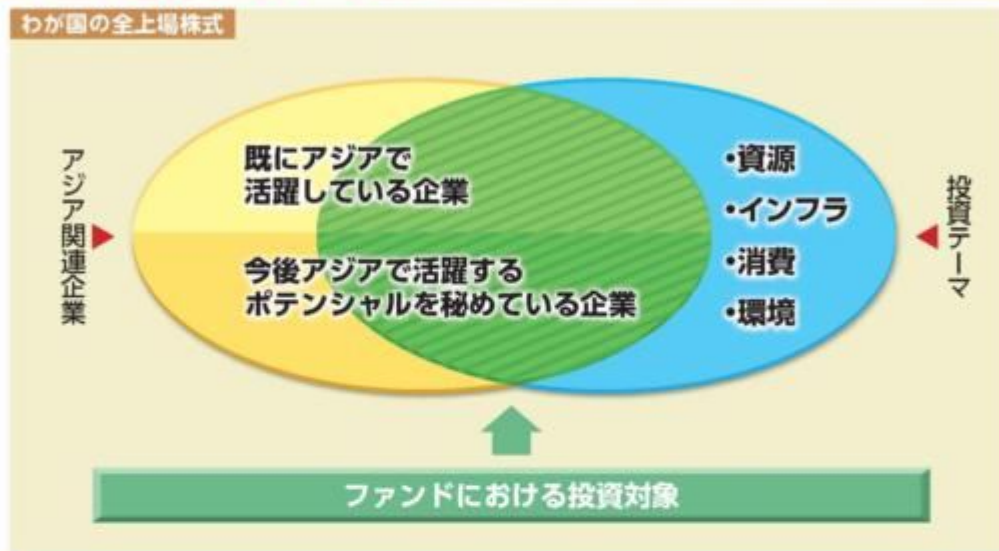 わが国の全上場株式
アジア関連企業
既にアジアで
活躍している企業
今後アジアで活躍する
ポテンシャルを秘めている企業
・資源
・インフラ
・消費
・環境
投資テーマ
ファンドにおける投資対象